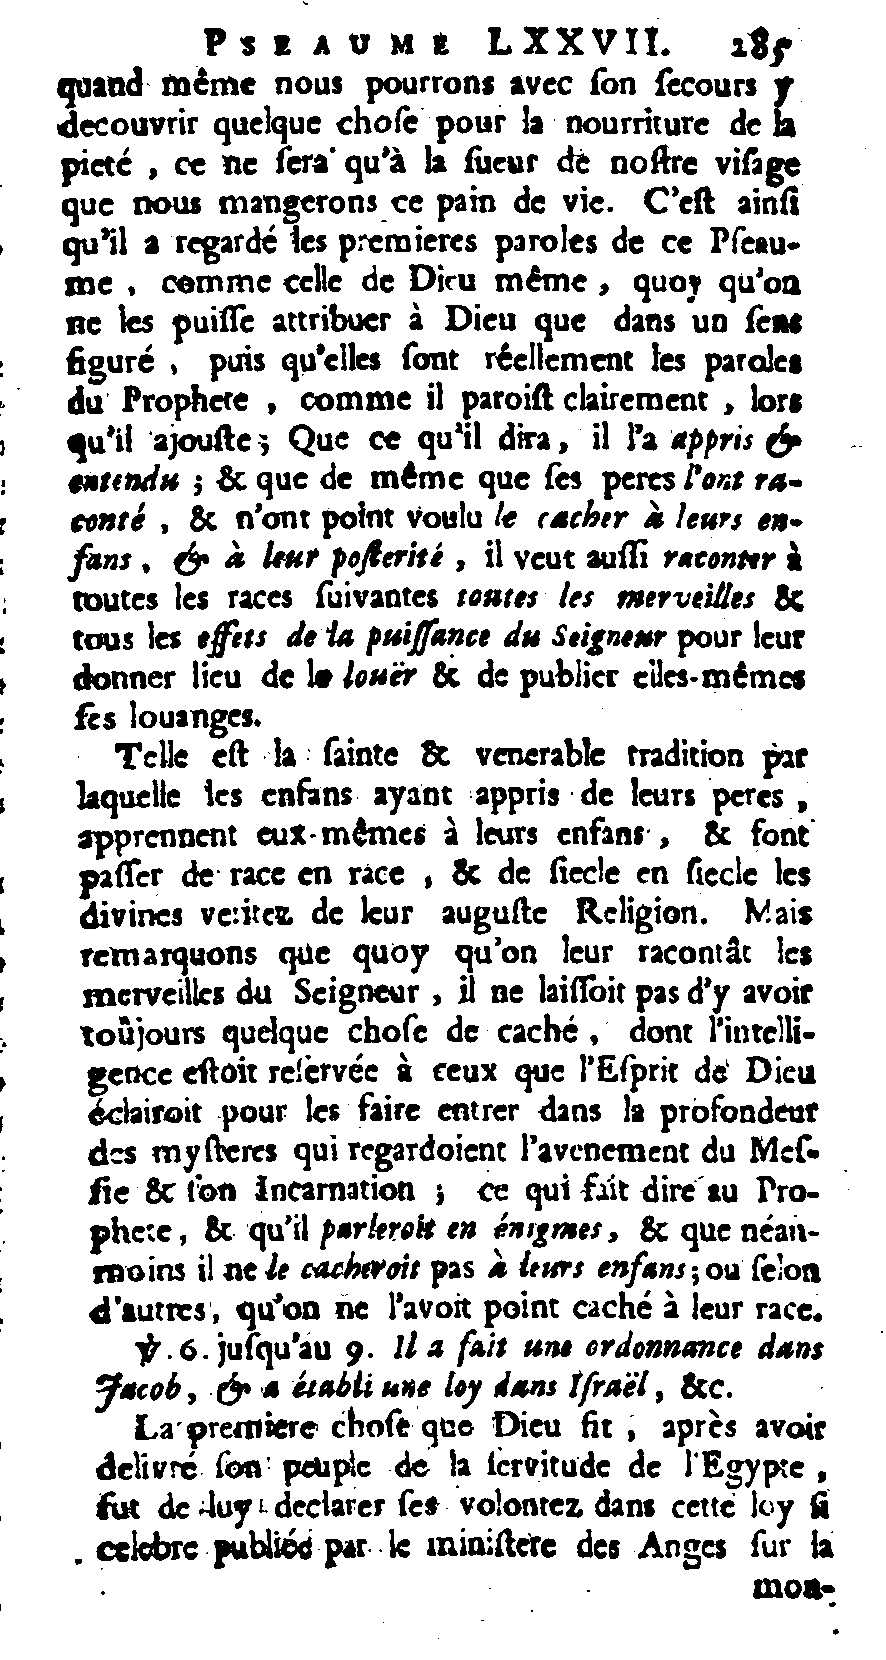 PSEAUME LXXVII. 285
quand même nous pourrons avec ſon ſecours y
decouvrir quelque choſe pour la nourriture de la
pieté, ce ne ſera qu'à la ſueur de noſtre viſage
que nous mangerons ce pain de vie. C'eſt ainſi
qu'il a regardé les premieres paroles de ce Pſeau-
me, comme celle de Dieu même, quoy qu'on
ne les puiſſe attribuer à Dieu que dans un ſens
figuré, puis qu'elles ſont réellement les paroles
du Prophete, comme il paroiſt clairement, lors
qu'il ajouſte; Que ce qu'il dira, il l'a appris &
entendu; & que de même que ſes peres l'ont ra-
conté, & n'ont point voulu le cacher à leurs en-
fans, & à leur poſterité, il veut auſſi raconter à
toutes les races ſuivantes toutes les merveilles &
tous les effets de la puiſſance du Seigneur pour leur
donner lieu de le louër & de publier elles-mêmes
ſes louanges.
Telle eſt la ſainte & venerable tradition par
laquelle les enfans ayant appris de leurs peres,
apprennent eux-mêmes à leurs enfans, & font
paſſer de race en race, & de ſiecle en ſiecle les
divines veritez de leur auguſte Religion. Mais
remarquons que quoy qu'on leur racontât les
merveilles du Seigneur, il ne laiſſoit pas d'y avoir
toûjours quelque choſe de caché, dont l'intelli-
gence eſtoit reſervée à ceux que l'Eſprit de Dieu
éclairoit pour les faire entrer dans la profondeur
des myſteres qui regardoient l'avenement du Meſ-
ſie & ſon Incarnation; ce qui fait dire au Pro-
phete, & qu'il parleroit en énigmes, & que néan-
moins il ne le cacheroit pas à leurs enfans; ou ſelon
d'autres, qu'on ne l'avoit point caché à leur race.
℣. 6. juſqu'au 9. Il a fait une ordonnance dans
Jacob, & a établi une loy dans Iſraël, &c.
La premiere choſe que Dieu fit, après avoir
delivré ſon peuple de la ſervitude de l'Egypte,
fut de luy declarer ſes volontez dans cette loy ſi
celebre publiée par le miniſtere des Anges ſur la
mon-